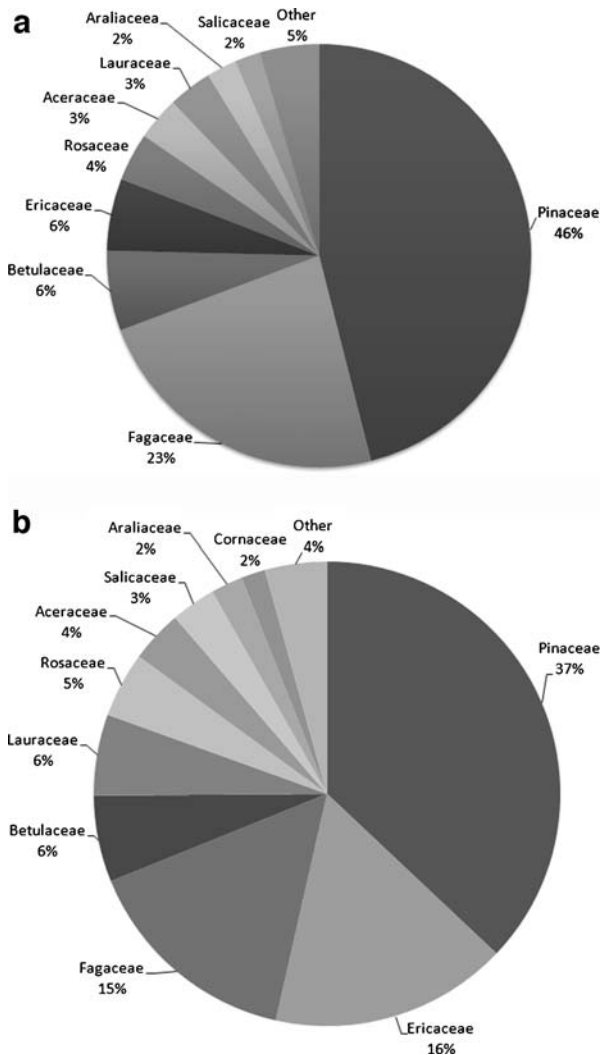 a
Araliaceea
2%
Salicaceae
2%
Other
5%
Lauraceae
3%
Aceraceae
3%
Rosaceae
4%
Ericaceae
6%
Betulaceae
6%
Pinaceae
46%
Fagaceae
23%
b
Araliaceae
2%
Cornaceae
2%
Other
4%
Salicaceae
3%
Aceraceae
4%
Rosaceae
5%
Lauraceae
6%
Betulaceae
6%
Pinaceae
37%
Fagaceae
15%
Ericaceae
16%